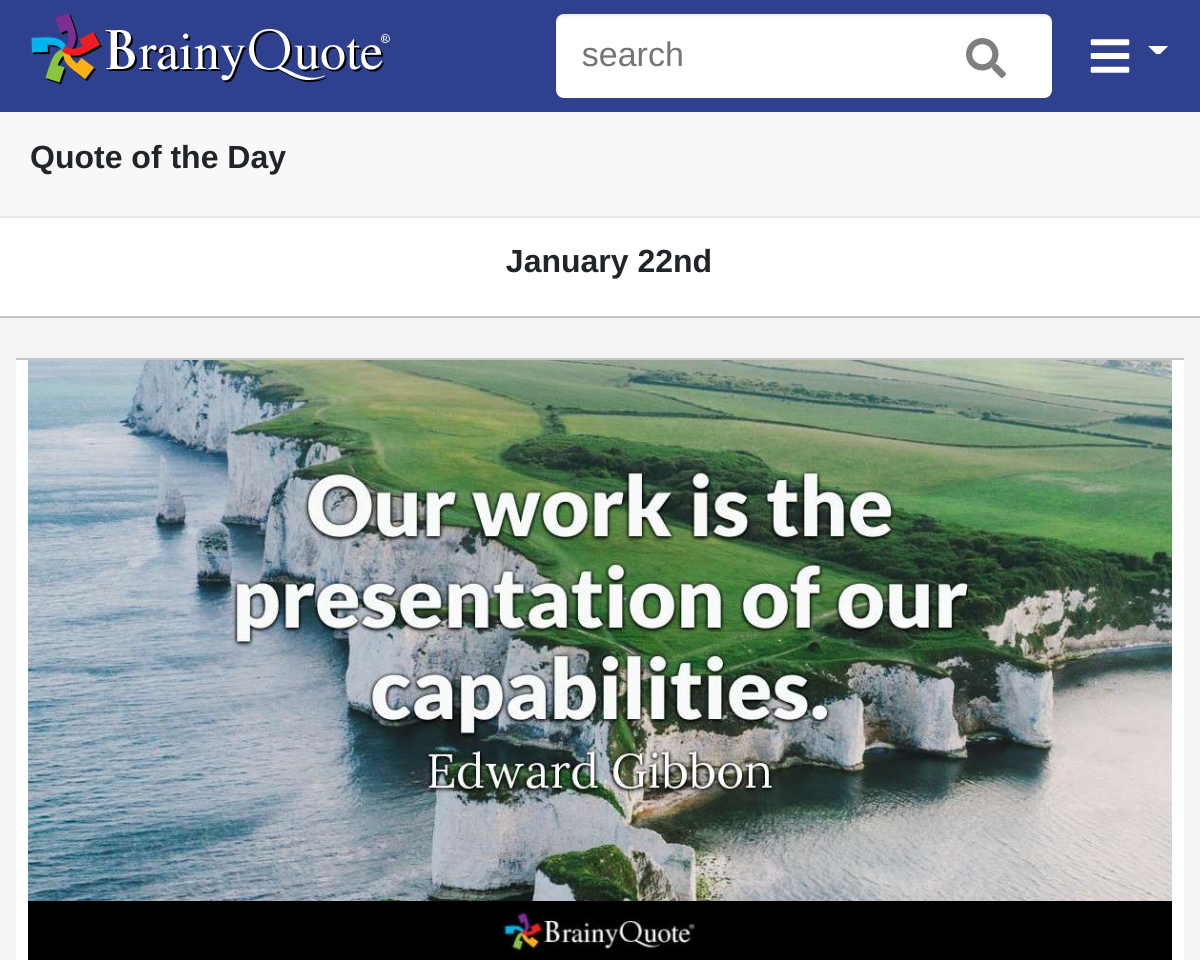 BrainyQuote®
search
Quote of the Day
January 22nd
Our work is the
presentation of our
capabilities.
Edward Gibbon
BrainyQuote®